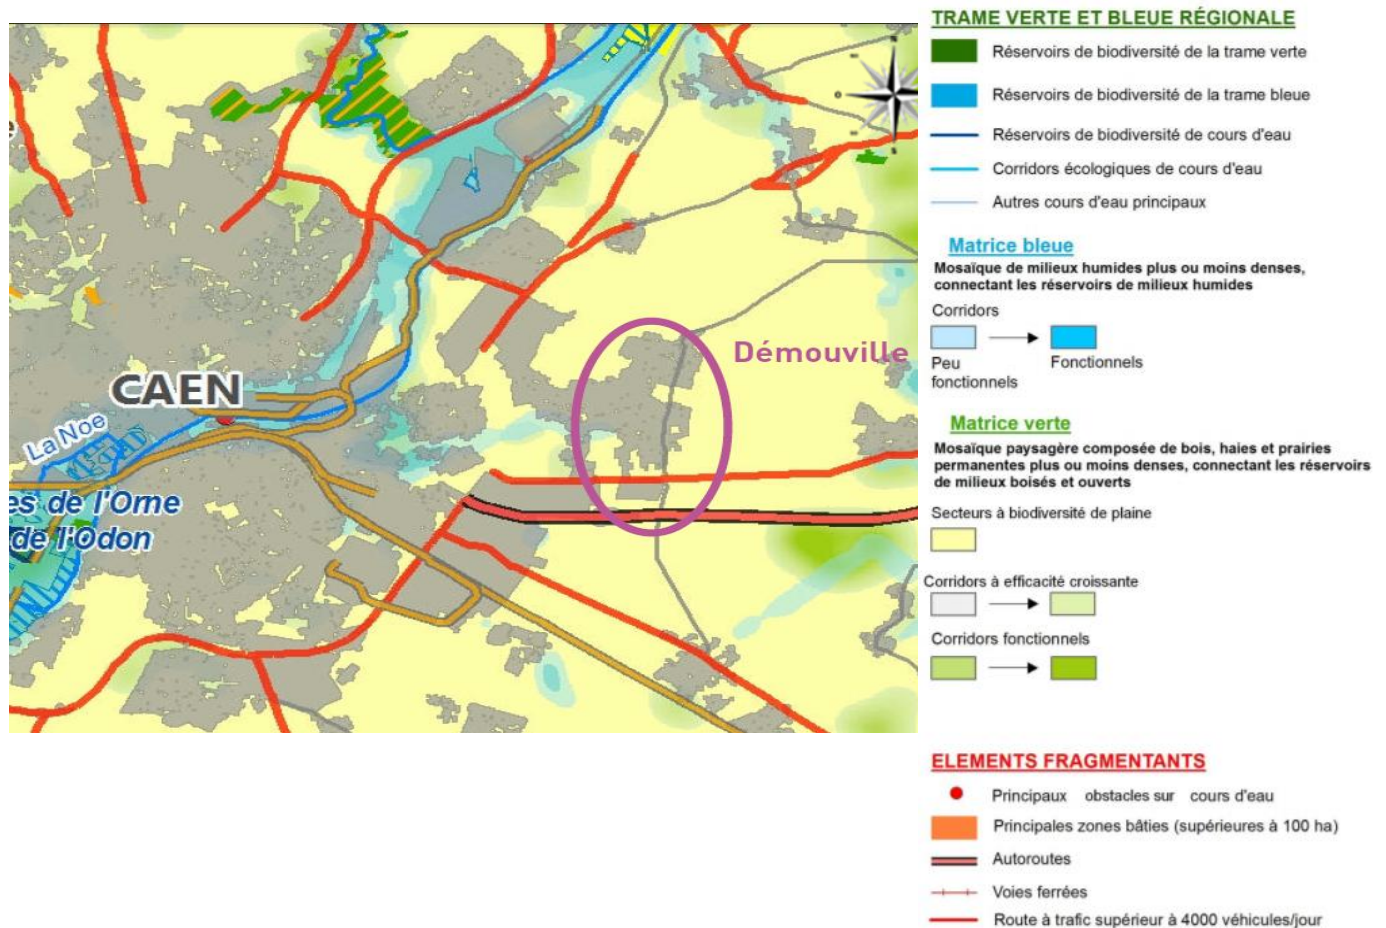 CAEN
La Noe
es de l'Orne
de l'Odon
Démouville
TRAME VERTE ET BLEUE RÉGIONALE
Réservoirs de biodiversité de la trame verte
Réservoirs de biodiversité de la trame bleue
Réservoirs de biodiversité de cours d'eau
Corridors écologiques de cours d'eau
Autres cours d'eau principaux
Matrice bleue
Mosaïque de milieux humides plus ou moins denses,
connectant les réservoirs de milieux humides
Corridors
Peu
fonctionnels
Fonctionnels
Matrice verte
Mosaïque paysagère composée de bois, haies et prairies
permanentes plus ou moins denses, connectant les réservoirs
de milieux boisés et ouverts
Secteurs à biodiversité de plaine
Corridors à efficacité croissante
Corridors fonctionnels
ELEMENTS FRAGMENTANTS
Principaux obstacles sur cours d'eau
Principales zones bâties (supérieures à 100 ha)
Autoroutes
Voies ferrées
Route à trafic supérieur à 4000 véhicules/jour